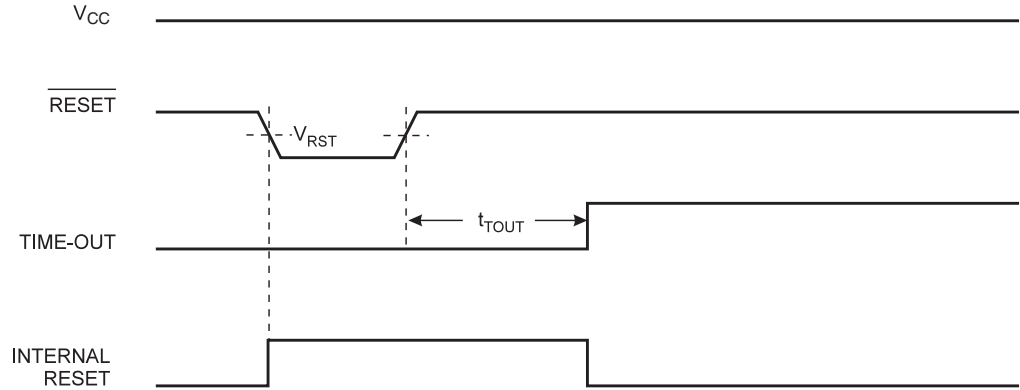 VCC
RESET
VRST
tTOUT
TIME-OUT
INTERNAL
RESET